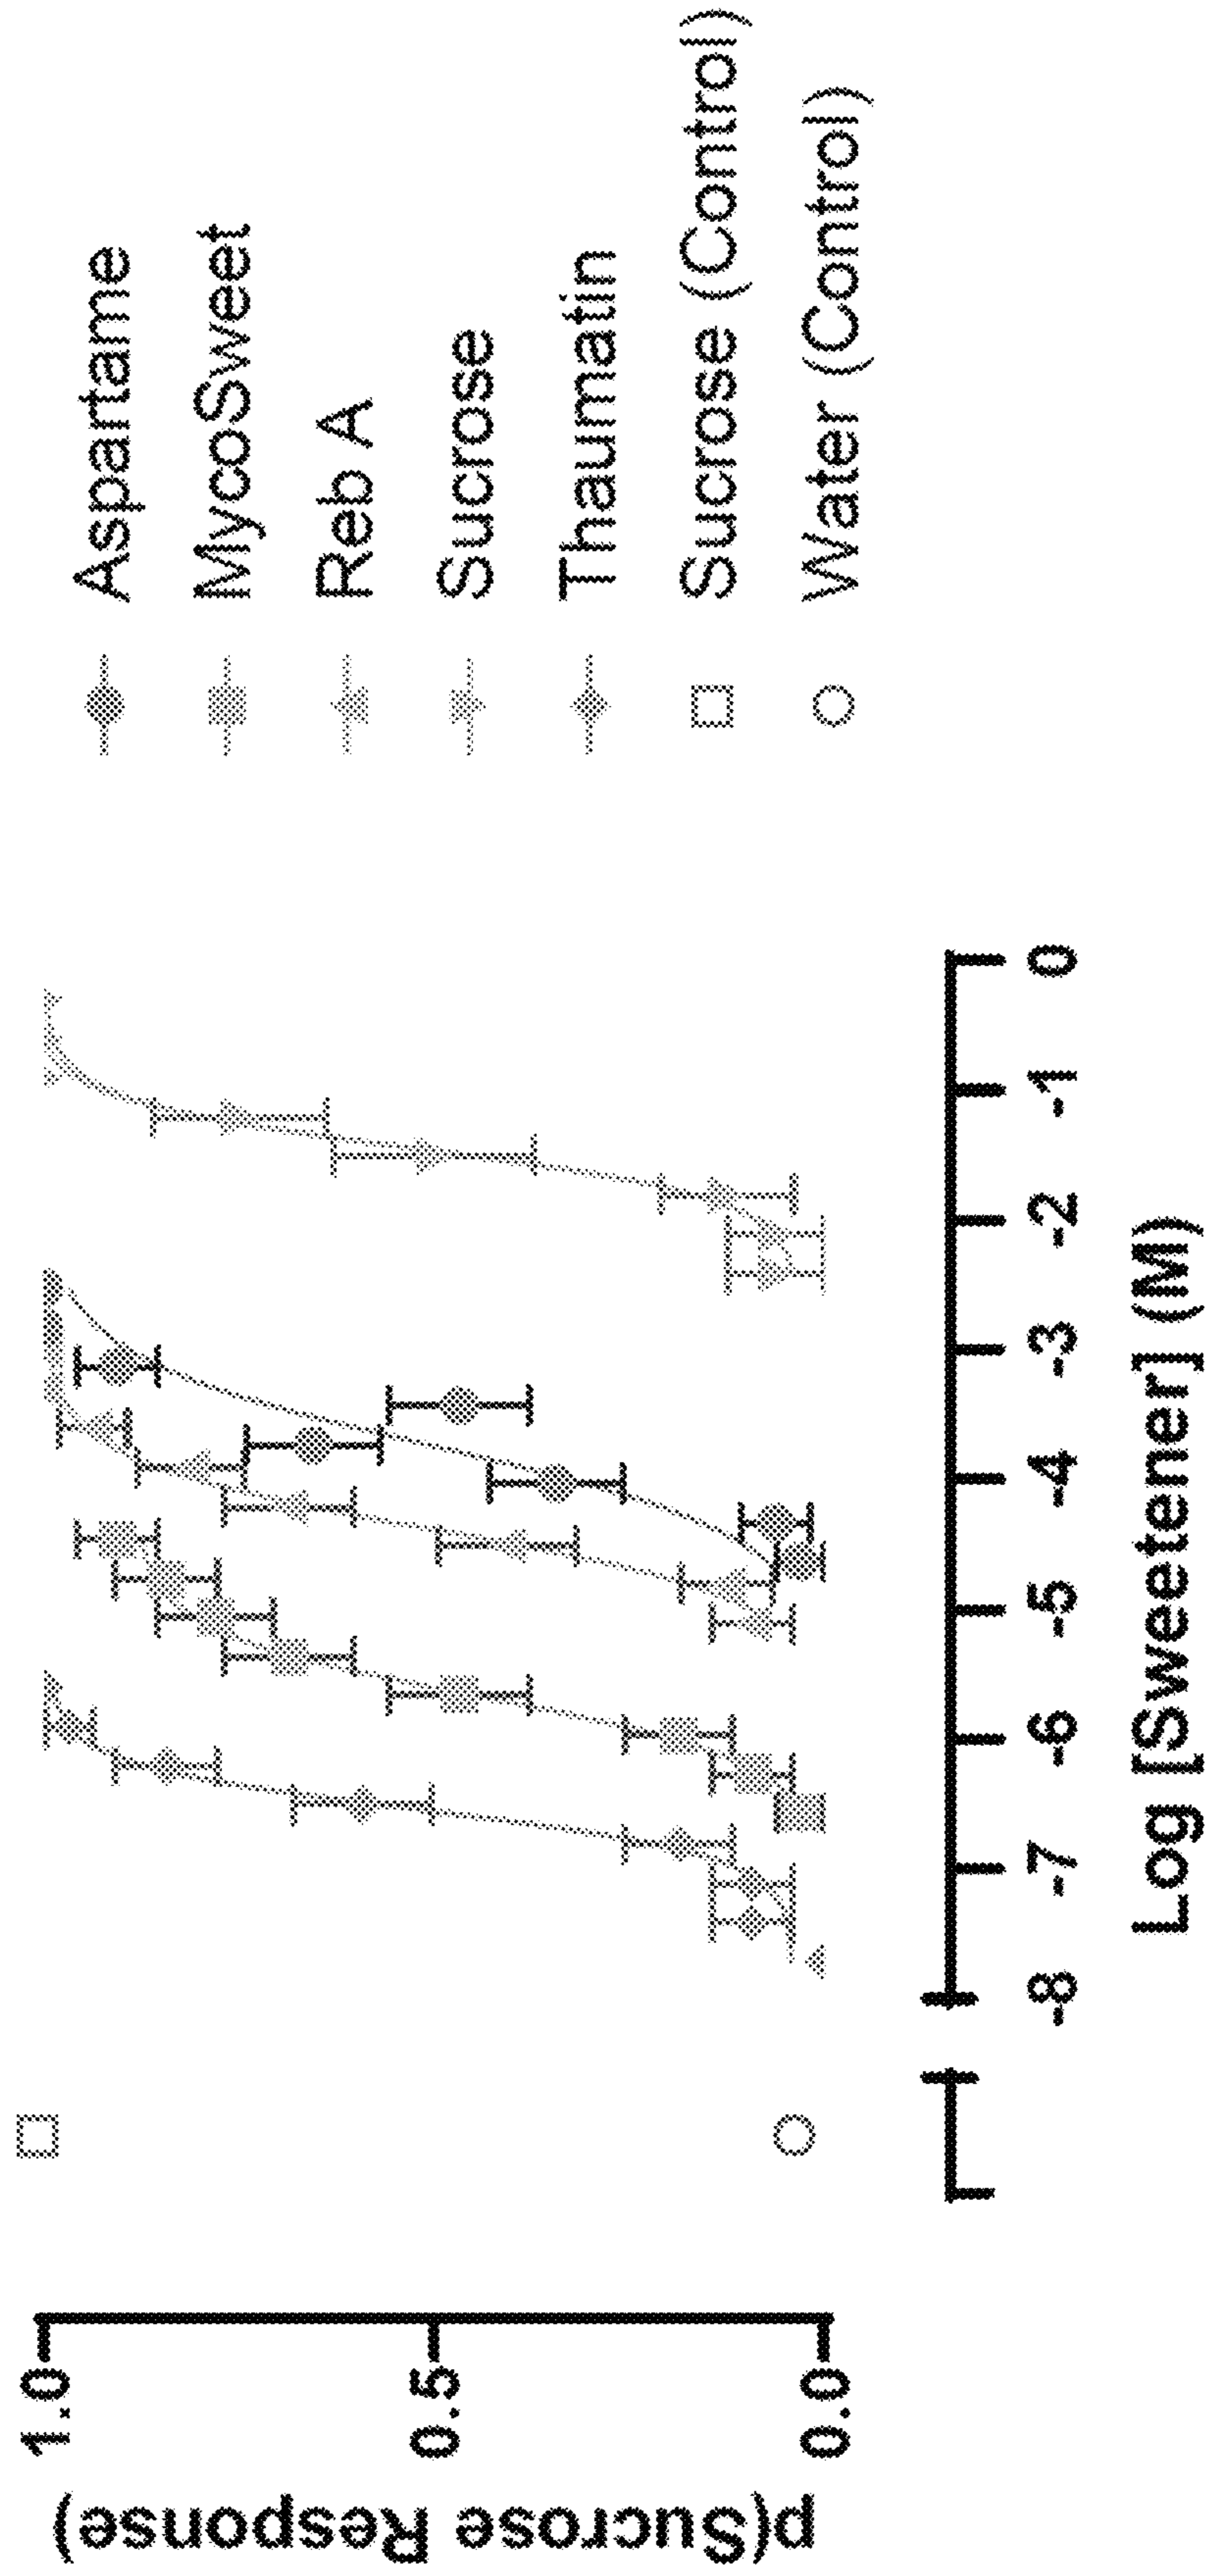 p(Sucrose Response)
1.0
0.5
0.0
-8
-7
-6
-5
-4
-3
-2
-1
0
Log [Sweetener] (M)
Aspartame
MycoSweet
Reb A
Sucrose
Thaumatin
Sucrose (Control)
Water (Control)